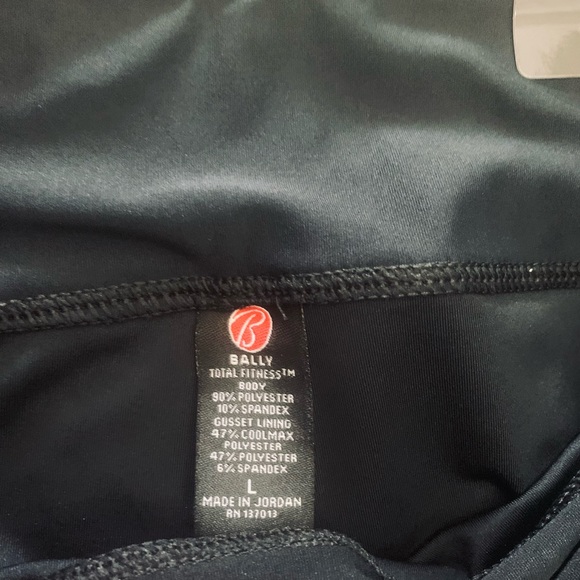 B
BALLY
TOTAL FITNESS™
BODY
90% POLYESTER
10% SPANDEX
GUSSET LINING
47% COOLMAX
POLYESTER
47% POLYESTER
6% SPANDEX
L
MADE IN JORDAN
RN 137013